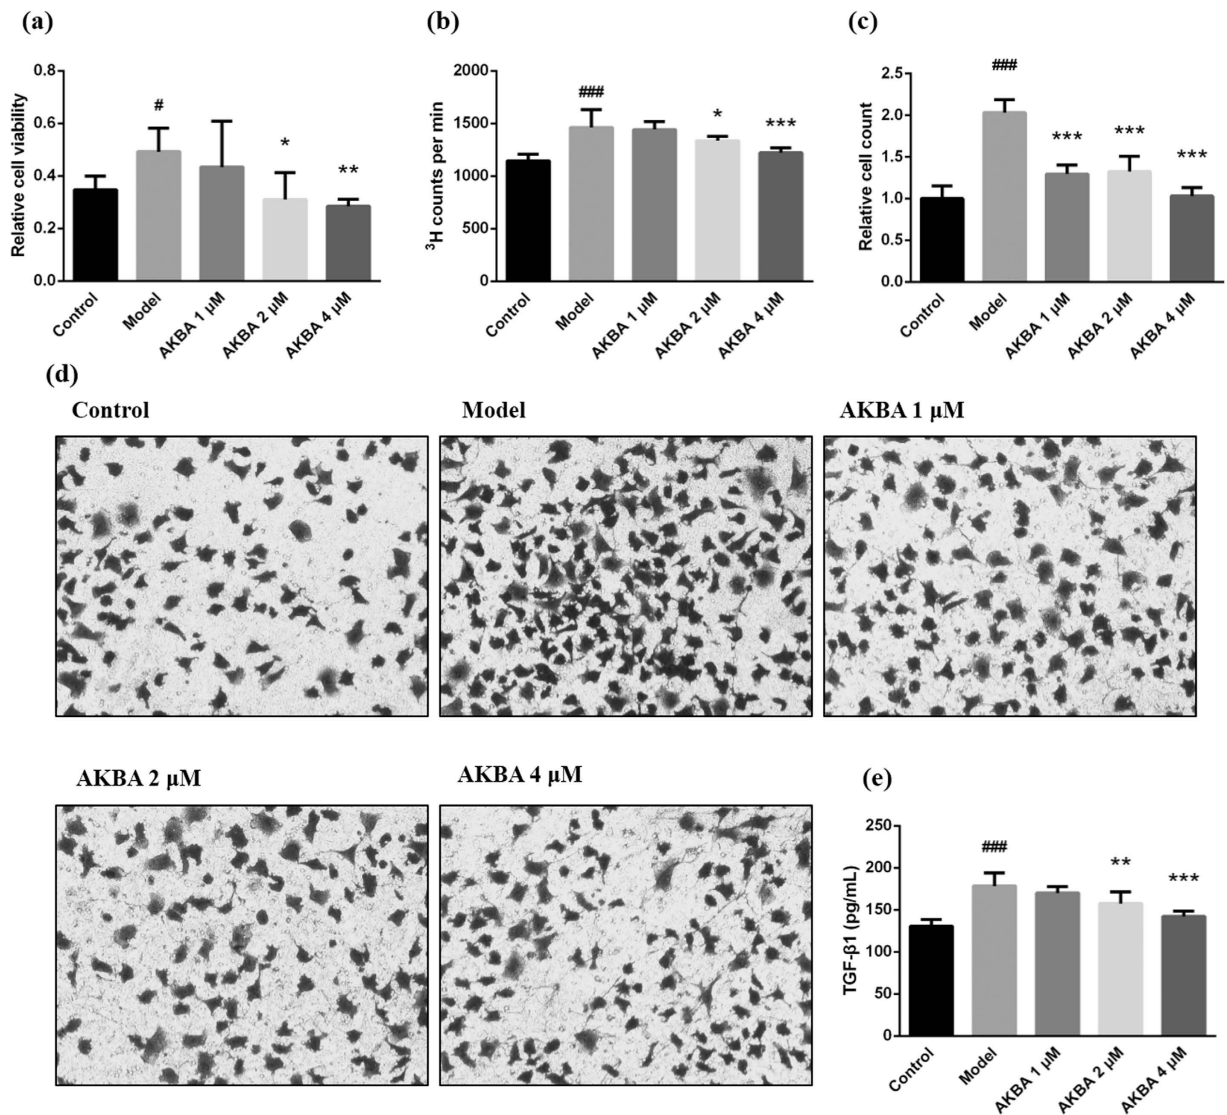 (a)
Relative cell viability
0.8
0.6
0.4
0.2
0.0
#
*
**
Control
Model
AKBA 1 μM
AKBA 2 μM
AKBA 4 μM
(b)
³H counts per min
2000
1500
1000
500
0
###
*
***
Control
Model
AKBA 1 μM
AKBA 2 μM
AKBA 4 μM
(c)
Relative cell count
2.5
2.0
1.5
1.0
0.5
0.0
###
***
***
***
Control
Model
AKBA 1 μM
AKBA 2 μM
AKBA 4 μM
(d)
Control
Model
AKBA 1 μM
AKBA 2 μM
AKBA 4 μM
(e)
TGF-β1 (pg/mL)
250
200
150
100
50
0
###
**
***
Control
Model
AKBA 1 μM
AKBA 2 μM
AKBA 4 μM